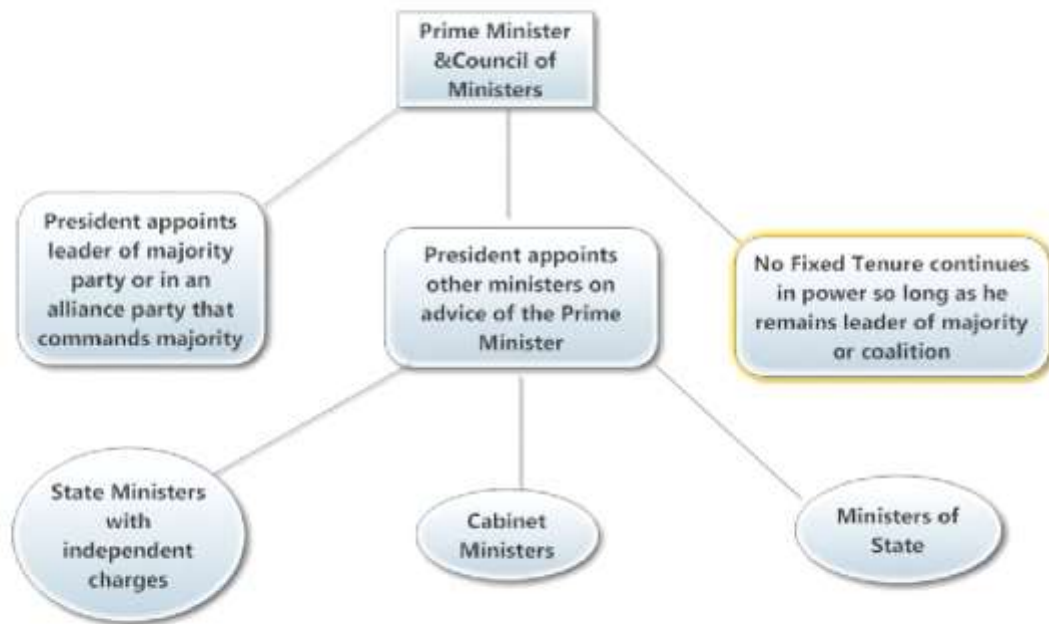 Prime Minister
&Council of
Ministers
President appoints
leader of majority
party or in an
alliance party that
commands majority
President appoints
other ministers on
advice of the Prime
Minister
No Fixed Tenure continues
in power so long as he
remains leader of majority
or coalition
State Ministers
with
independent
charges
Cabinet
Ministers
Ministers of
State